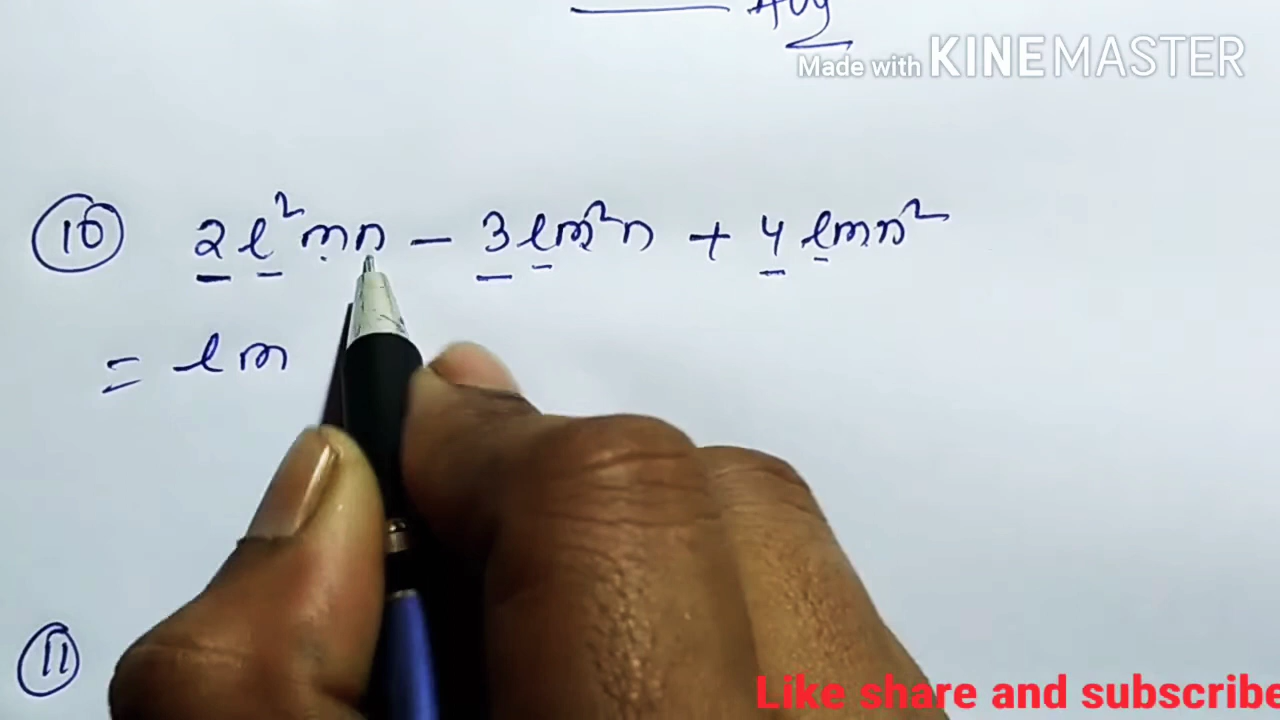 Made with KINEMASTER
10 2l²mn - 3lm²n + 4lmn²
= lm
11
Like share and subscribe